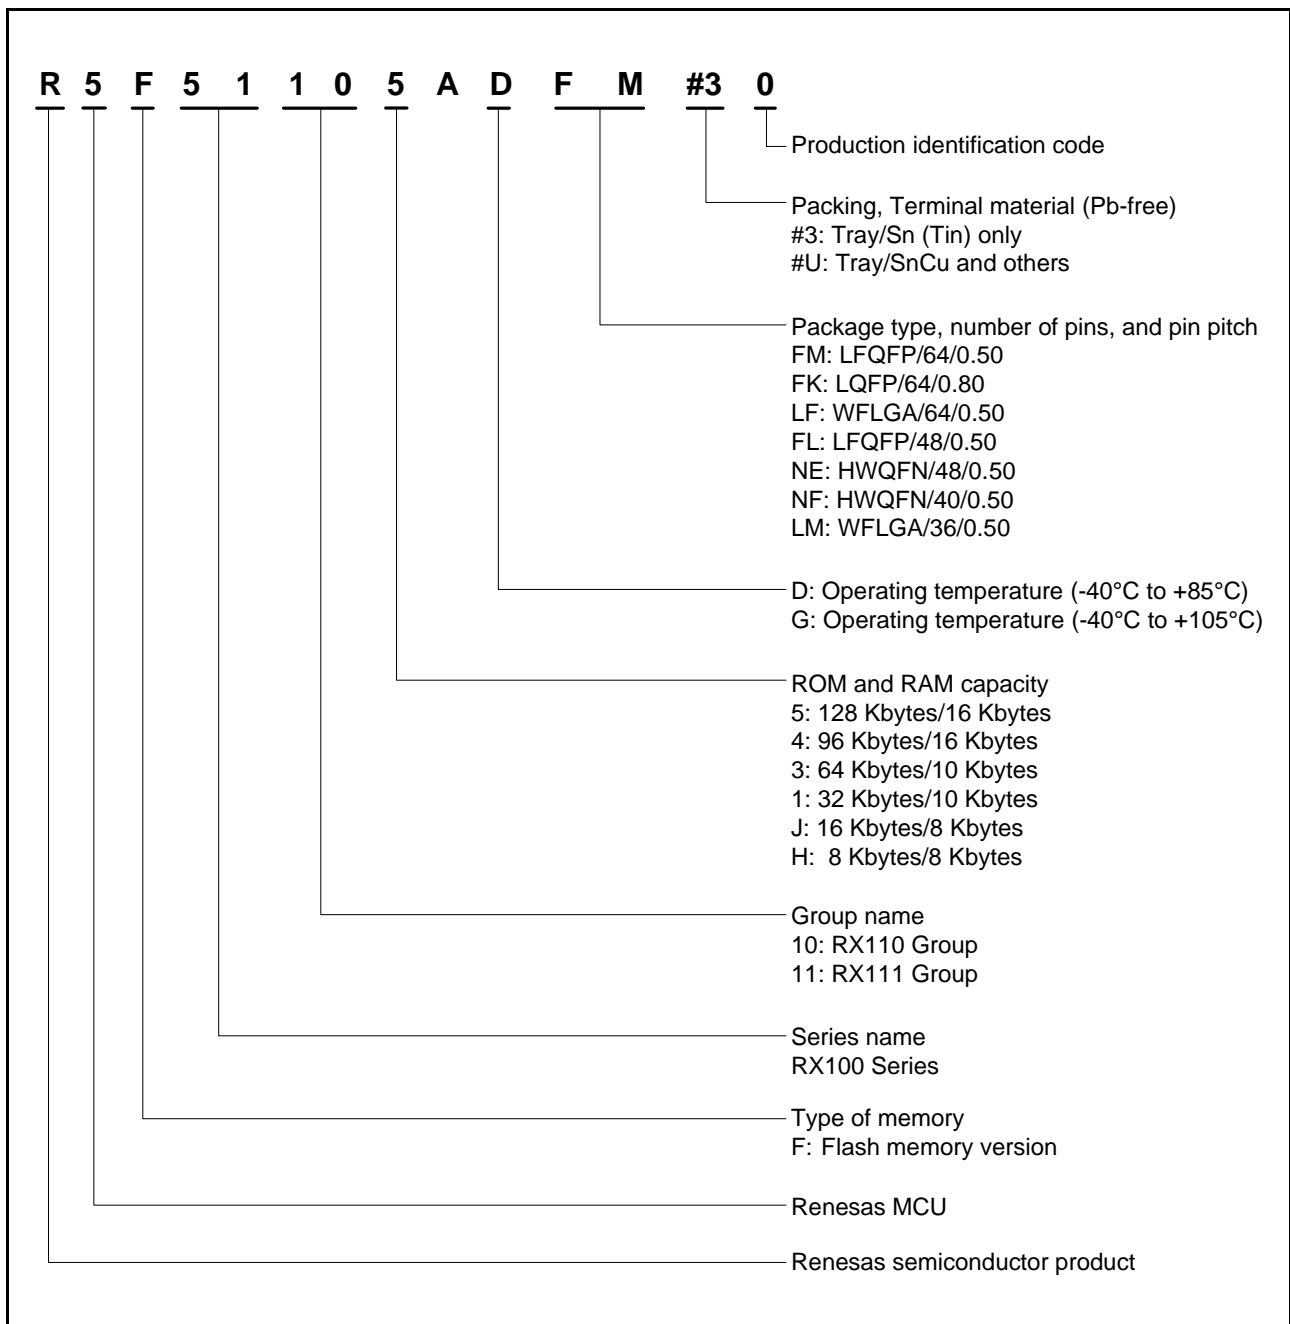 R 5 F 5 1 1 0 5 A D F M #3 0
Production identification code
Packing, Terminal material (Pb-free)
#3: Tray/Sn (Tin) only
#U: Tray/SnCu and others
Package type, number of pins, and pin pitch
FM: LFQFP/64/0.50
FK: LQFP/64/0.80
LF: WFLGA/64/0.50
FL: LFQFP/48/0.50
NE: HWQFN/48/0.50
NF: HWQFN/40/0.50
LM: WFLGA/36/0.50
D: Operating temperature (-40°C to +85°C)
G: Operating temperature (-40°C to +105°C)
ROM and RAM capacity
5: 128 Kbytes/16 Kbytes
4: 96 Kbytes/16 Kbytes
3: 64 Kbytes/10 Kbytes
1: 32 Kbytes/10 Kbytes
J: 16 Kbytes/8 Kbytes
H: 8 Kbytes/8 Kbytes
Group name
10: RX110 Group
11: RX111 Group
Series name
RX100 Series
Type of memory
F: Flash memory version
Renesas MCU
Renesas semiconductor product